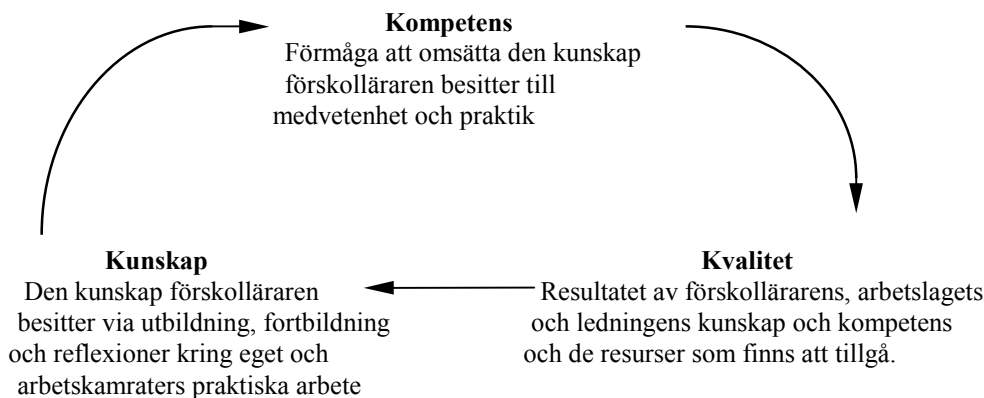 Kompetens
Förmåga att omsätta den kunskap
förskolläraren besitter till
medvetenhet och praktik
Kunskap
Den kunskap förskolläraren
besitter via utbildning, fortbildning
och reflexioner kring eget och
arbetskamraters praktiska arbete
Kvalitet
Resultatet av förskollärarens, arbetslagets
och ledningens kunskap och kompetens
och de resurser som finns att tillgå.